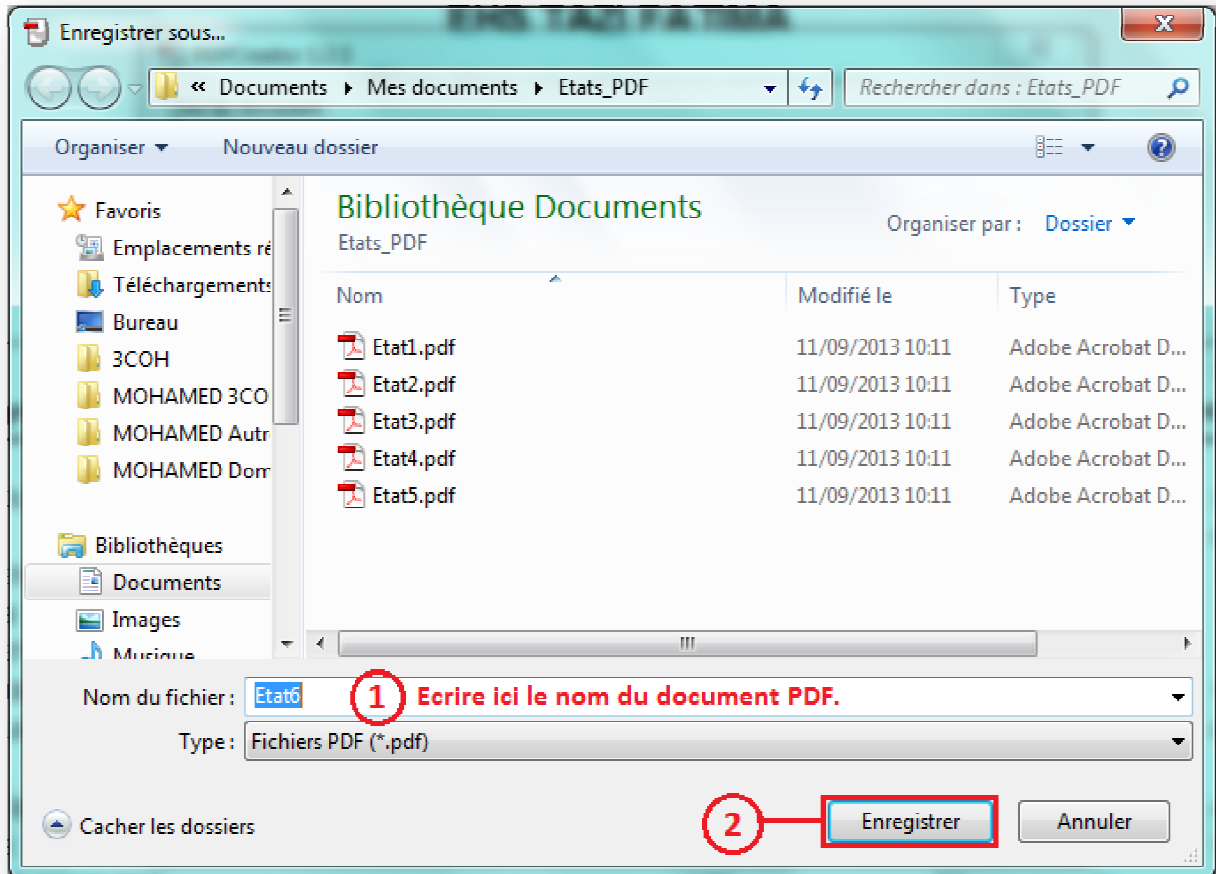 EHS TAZI FATIMA
Enregistrer sous...
« Documents ▸ Mes documents ▸ Etats_PDF
Rechercher dans : Etats_PDF
Organiser Nouveau dossier
Favoris
Emplacements ré
Téléchargements
Bureau
3COH
MOHAMED 3CO
MOHAMED Autr
MOHAMED Dom
Bibliothèques
Documents
Images
Musique
Bibliothèque Documents
Etats_PDF
Organiser par : Dossier
Nom Modifié le Type
Etat1.pdf 11/09/2013 10:11 Adobe Acrobat D...
Etat2.pdf 11/09/2013 10:11 Adobe Acrobat D...
Etat3.pdf 11/09/2013 10:11 Adobe Acrobat D...
Etat4.pdf 11/09/2013 10:11 Adobe Acrobat D...
Etat5.pdf 11/09/2013 10:11 Adobe Acrobat D...
Nom du fichier : Etat6 1 Ecrire ici le nom du document PDF.
Type : Fichiers PDF (*.pdf)
Cacher les dossiers
2 Enregistrer Annuler